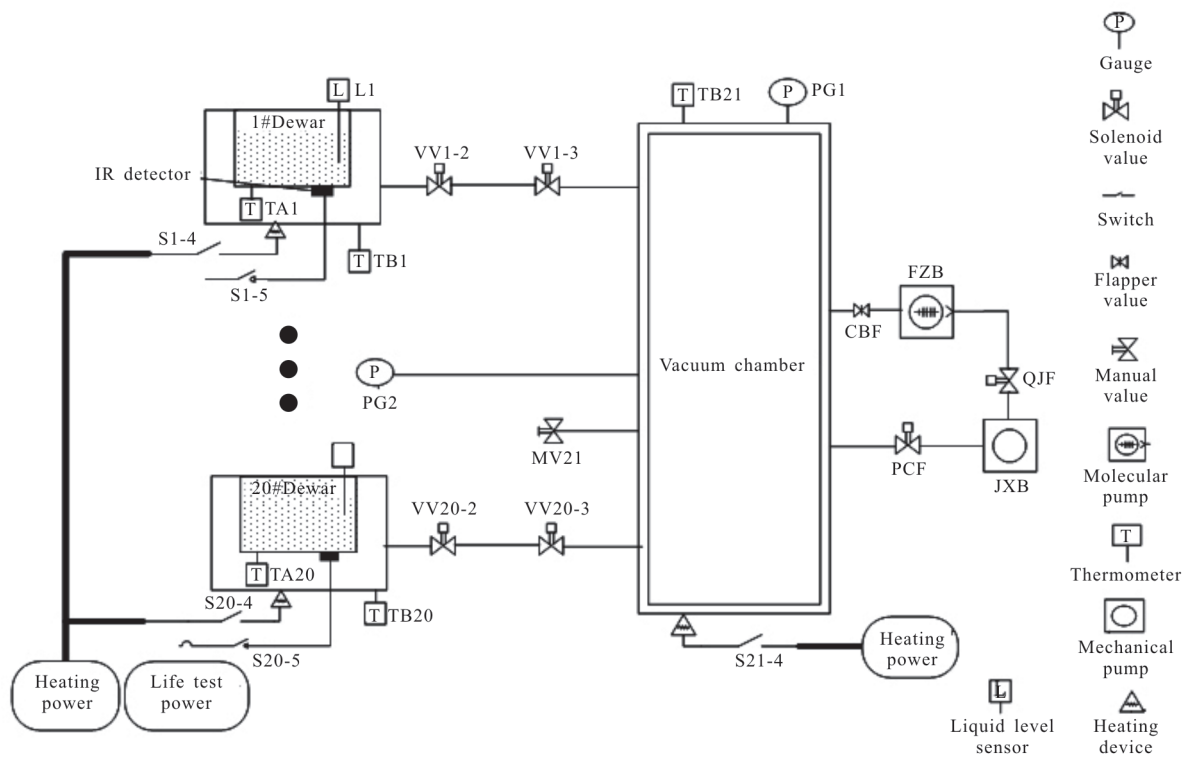 L L1
1#Dewar
IR detector
T TA1
T TB1
S1-4
S1-5
VV1-2
VV1-3
T TB21
P PG1
Vacuum chamber
P
PG2
MV21
20#Dewar
T TA20
T TB20
S20-4
S20-5
VV20-2
VV20-3
FZB
CBF
QJF
PCF
JXB
S21-4
Heating
power
Heating
power
Life test
power
P
Gauge
Solenoid
value
Switch
Flapper
value
Manual
value
Molecular
pump
T
Thermometer
Mechanical
pump
L
Liquid level
sensor
Heating
device